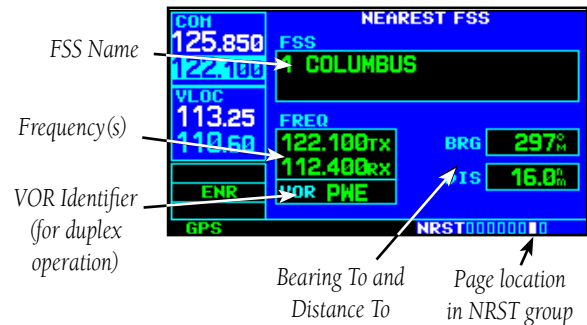 COM
125.850
122.100
VLOC
113.25
110.60
ENR
GPS
NEAREST FSS
FSS
1 COLUMBUS
FREQ
122.100TX
112.400RX
VOR PWE
BRG 297°M
DIS 16.0nm
NRST
FSS Name
Frequency(s)
VOR Identifier
(for duplex
operation)
Bearing To and
Distance To
Page location
in NRST group